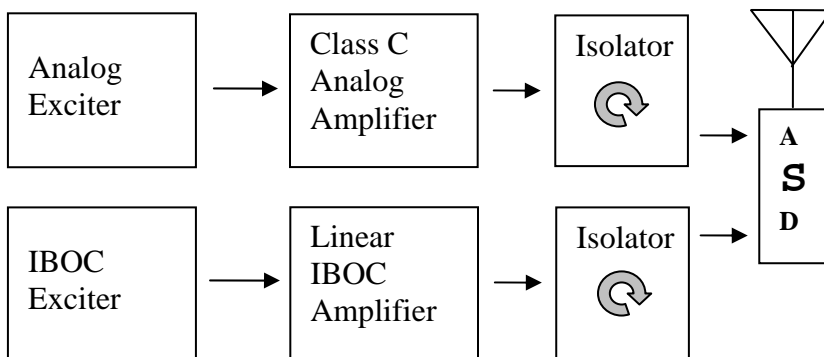 Analog
Exciter
Class C
Analog
Amplifier
Isolator
A
S
D
IBOC
Exciter
Linear
IBOC
Amplifier
Isolator